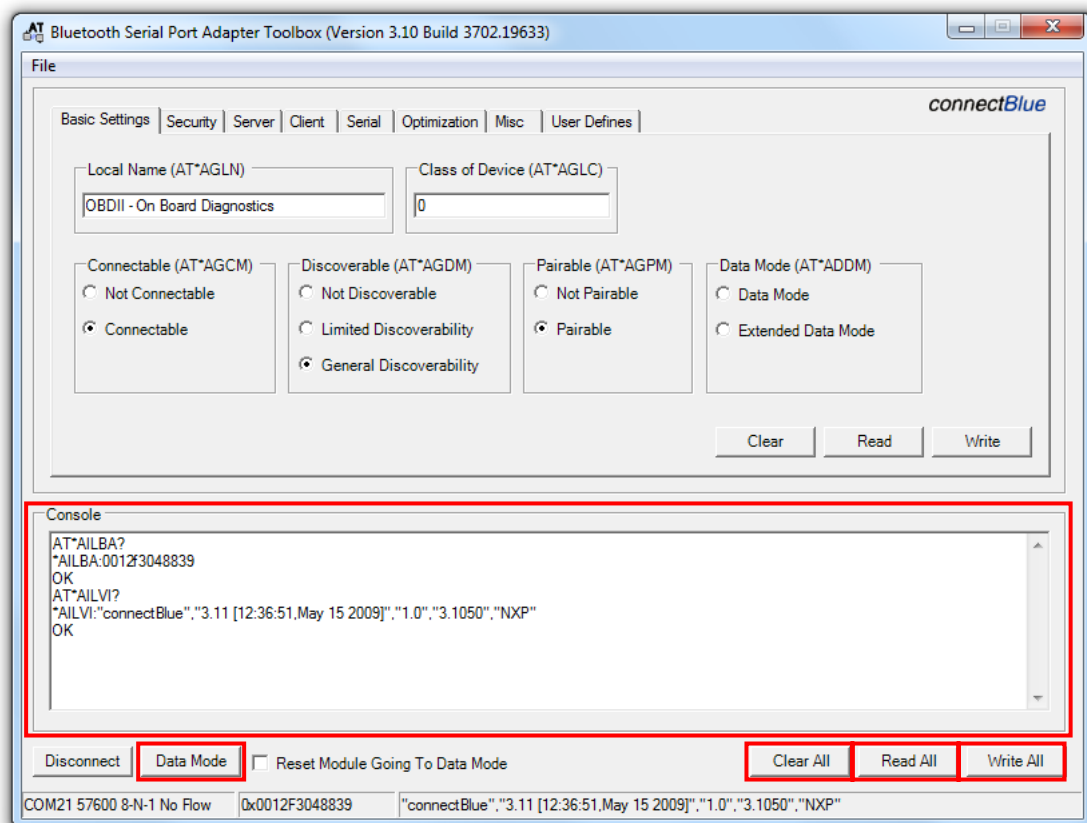 Bluetooth Serial Port Adapter Toolbox (Version 3.10 Build 3702.19633)
File
connectBlue
Basic Settings Security Server Client Serial Optimization Misc User Defines
Local Name (AT*AGLN) Class of Device (AT*AGLC)
OBDII - On Board Diagnostics 0
Connectable (AT*AGCM) Discoverable (AT*AGDM) Pairable (AT*AGPM) Data Mode (AT*ADDM)
Not Connectable Not Discoverable Not Pairable Data Mode
Connectable Limited Discoverability Pairable Extended Data Mode
General Discoverability
Clear Read Write
Console
AT*AILBA?
*AILBA:0012f3048839
OK
AT*AILVI?
*AILVI:"connectBlue","3.11 [12:36:51,May 15 2009]","1.0","3.1050","NXP"
OK
Disconnect Data Mode Reset Module Going To Data Mode Clear All Read All Write All
COM21 57600 8-N-1 No Flow 0x0012F3048839 "connectBlue","3.11 [12:36:51,May 15 2009]","1.0","3.1050","NXP"